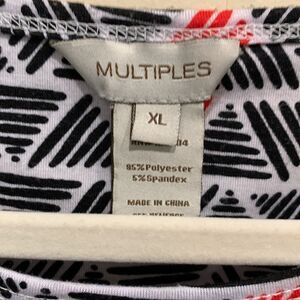 MULTIPLES
XL
95%Polyester
5%Spandex
MADE IN CHINA